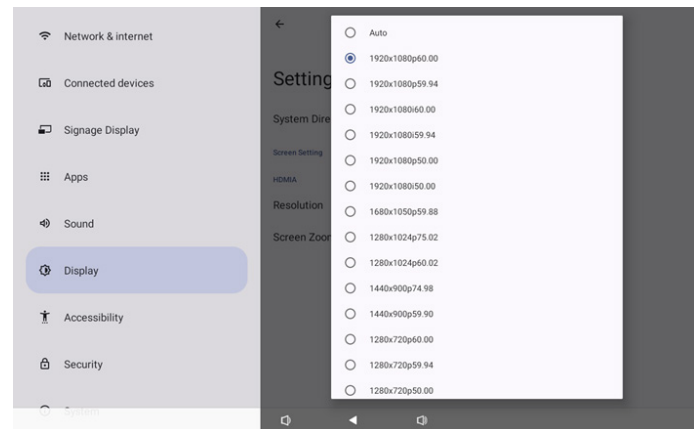 Network & internet
Connected devices
Signage Display
Apps
Sound
Display
Accessibility
Security
System
Setting
System Dire
Screen Setting
HDMIA
Resolution
Screen Zoor
Auto
1920x1080p60.00
1920x1080p59.94
1920x1080i60.00
1920x1080i59.94
1920x1080p50.00
1920x1080i50.00
1680x1050p59.88
1280x1024p75.02
1280x1024p60.02
1440x900p74.98
1440x900p59.90
1280x720p60.00
1280x720p59.94
1280x720p50.00